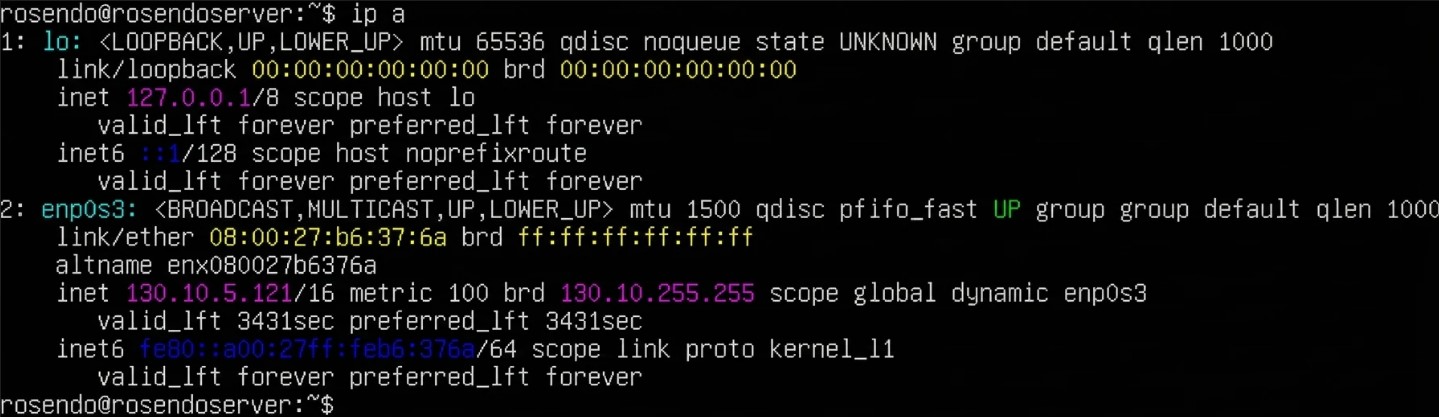 rosendo@rosendoserver:~$ ip a
1: lo: <LOOPBACK,UP,LOWER_UP> mtu 65536 qdisc noqueue state UNKNOWN group default qlen 1000
    link/loopback 00:00:00:00:00:00 brd 00:00:00:00:00:00
    inet 127.0.0.1/8 scope host lo
       valid_lft forever preferred_lft forever
    inet6 ::1/128 scope host noprefixroute
       valid_lft forever preferred_lft forever
2: enp0s3: <BROADCAST,MULTICAST,UP,LOWER_UP> mtu 1500 qdisc pfifo_fast UP group group default qlen 1000
    link/ether 08:00:27:b6:37:6a brd ff:ff:ff:ff:ff:ff
    altname enx080027b6376a
    inet 130.10.5.121/16 metric 100 brd 130.10.255.255 scope global dynamic enp0s3
       valid_lft 3431sec preferred_lft 3431sec
    inet6 fe80::a00:27ff:feb6:376a/64 scope link proto kernel_l1
       valid_lft forever preferred_lft forever
rosendo@rosendoserver:~$